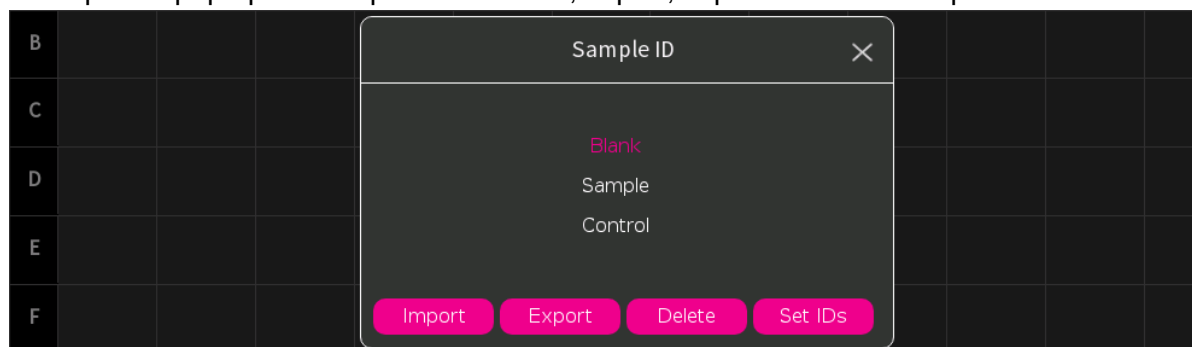 B
Sample ID
C
Blank
D
Sample
Control
E
F
Import Export Delete Set IDs